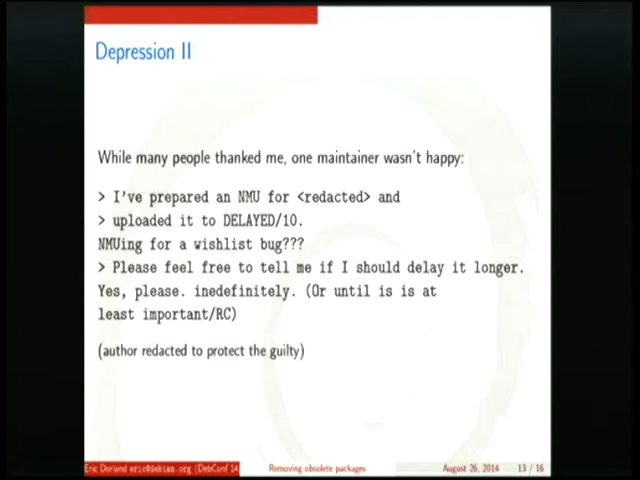 Depression II
While many people thanked me, one maintainer wasn't happy:
> I've prepared an NMU for <redacted> and
> uploaded it to DELAYED/10.
NMUing for a wishlist bug???
> Please feel free to tell me if I should delay it longer.
Yes, please. inedefinitely. (Or until is is at
least important/RC)
(author redacted to protect the guilty)
Eric Dorland eric@debian.org (DebConf 14)
Removing obsolete packages
August 26, 2014
13 / 16